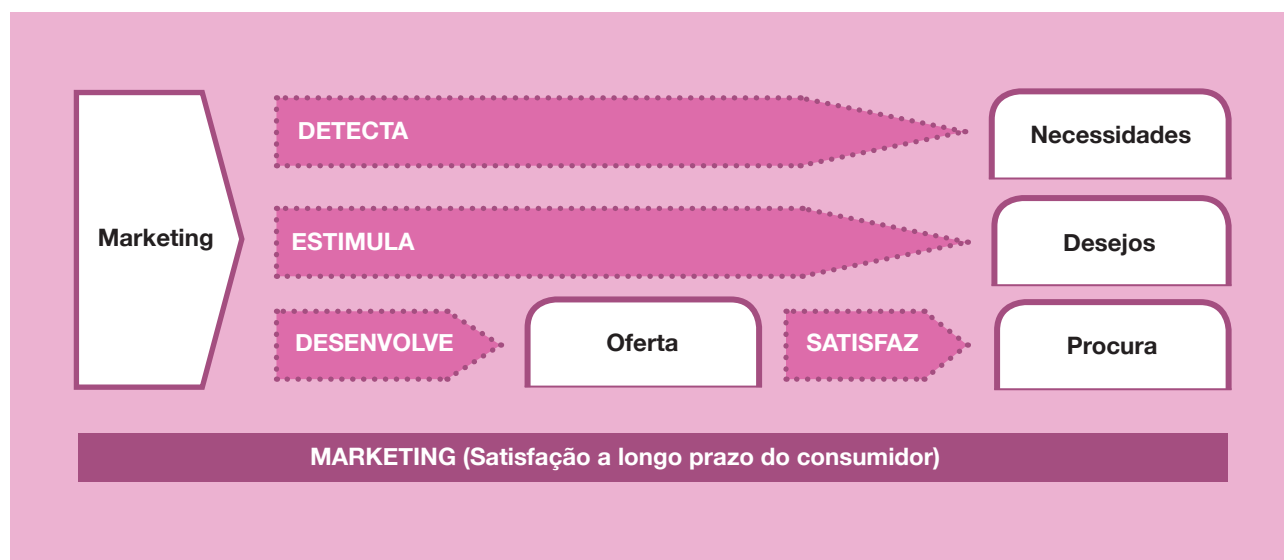 DETECTA
Necessidades
Marketing
ESTIMULA
Desejos
DESENVOLVE
Oferta
SATISFAZ
Procura
MARKETING (Satisfação a longo prazo do consumidor)